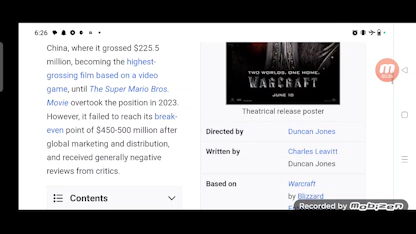 6:26
China, where it grossed $225.5
million, becoming the highest-
grossing film based on a video
game, until The Super Mario Bros.
Movie overtook the position in 2023.
However, it failed to reach its break-
even point of $450-500 million after
global marketing and distribution,
and received generally negative
reviews from critics.
Contents
TWO WORLDS. ONE HOME.
WARCRAFT
JUNE 10
Theatrical release poster
Directed by
Duncan Jones
Written by
Charles Leavitt
Duncan Jones
Based on
Warcraft
by Blizzard
Recorded by
MOBIZEN